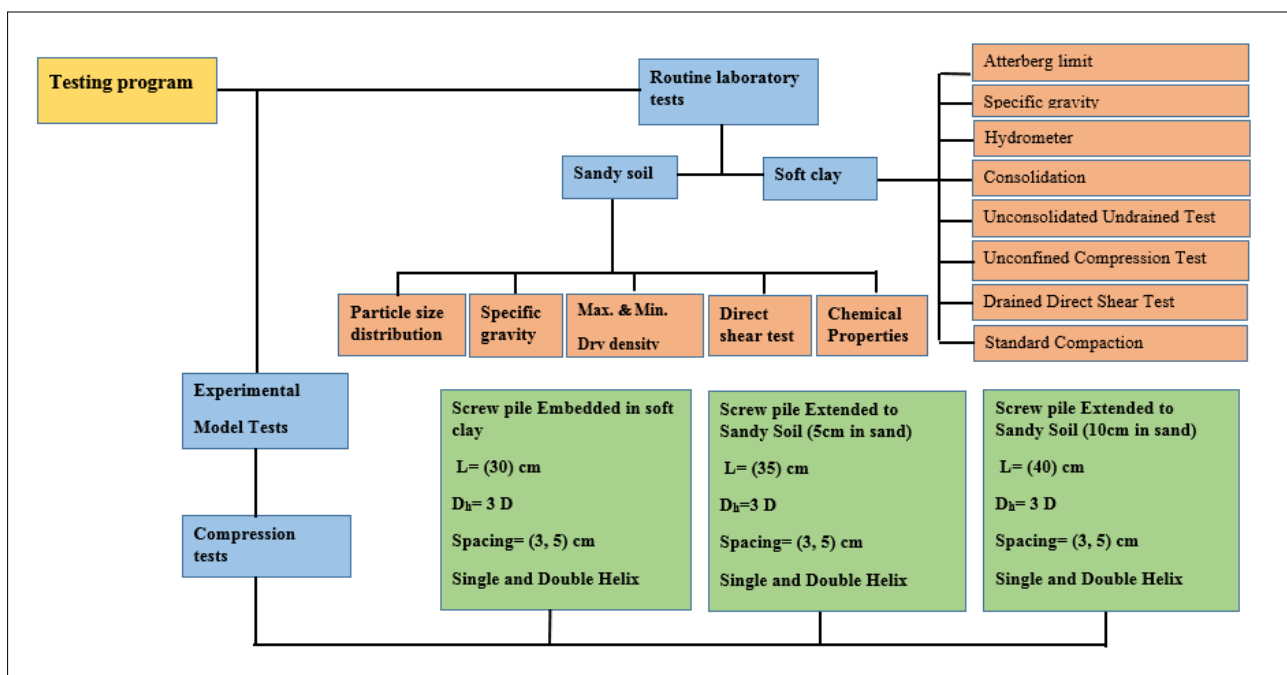 Testing program
Routine laboratory
tests
Sandy soil
Soft clay
Atterberg limit
Specific gravity
Hydrometer
Consolidation
Unconsolidated Undrained Test
Unconfined Compression Test
Drained Direct Shear Test
Standard Compaction
Particle size
distribution
Specific
gravity
Max. & Min.
Dry density
Direct
shear test
Chemical
Properties
Experimental
Model Tests
Compression
tests
Screw pile Embedded in soft
clay
L= (30) cm
Dₕ= 3 D
Spacing= (3, 5) cm
Single and Double Helix
Screw pile Extended to
Sandy Soil (5cm in sand)
L= (35) cm
Dₕ=3 D
Spacing= (3, 5) cm
Single and Double Helix
Screw pile Extended to
Sandy Soil (10cm in sand)
L= (40) cm
Dₕ= 3 D
Spacing= (3, 5) cm
Single and Double Helix